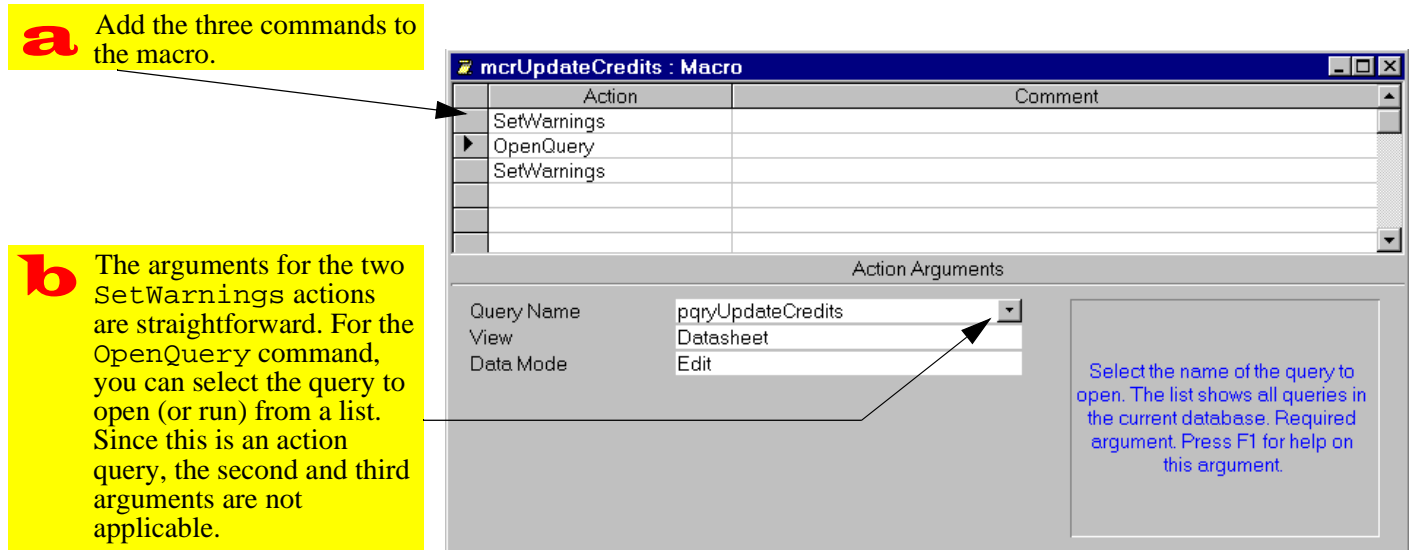 a Add the three commands to
the macro.
mcrUpdateCredits : Macro
Action Comment
SetWarnings
OpenQuery
SetWarnings
Action Arguments
b The arguments for the two
SetWarnings actions
are straightforward. For the
OpenQuery command,
you can select the query to
open (or run) from a list.
Since this is an action
query, the second and third
arguments are not
applicable.
Query Name pqryUpdateCredits
View Datasheet
Data Mode Edit
Select the name of the query to
open. The list shows all queries in
the current database. Required
argument. Press F1 for help on
this argument.